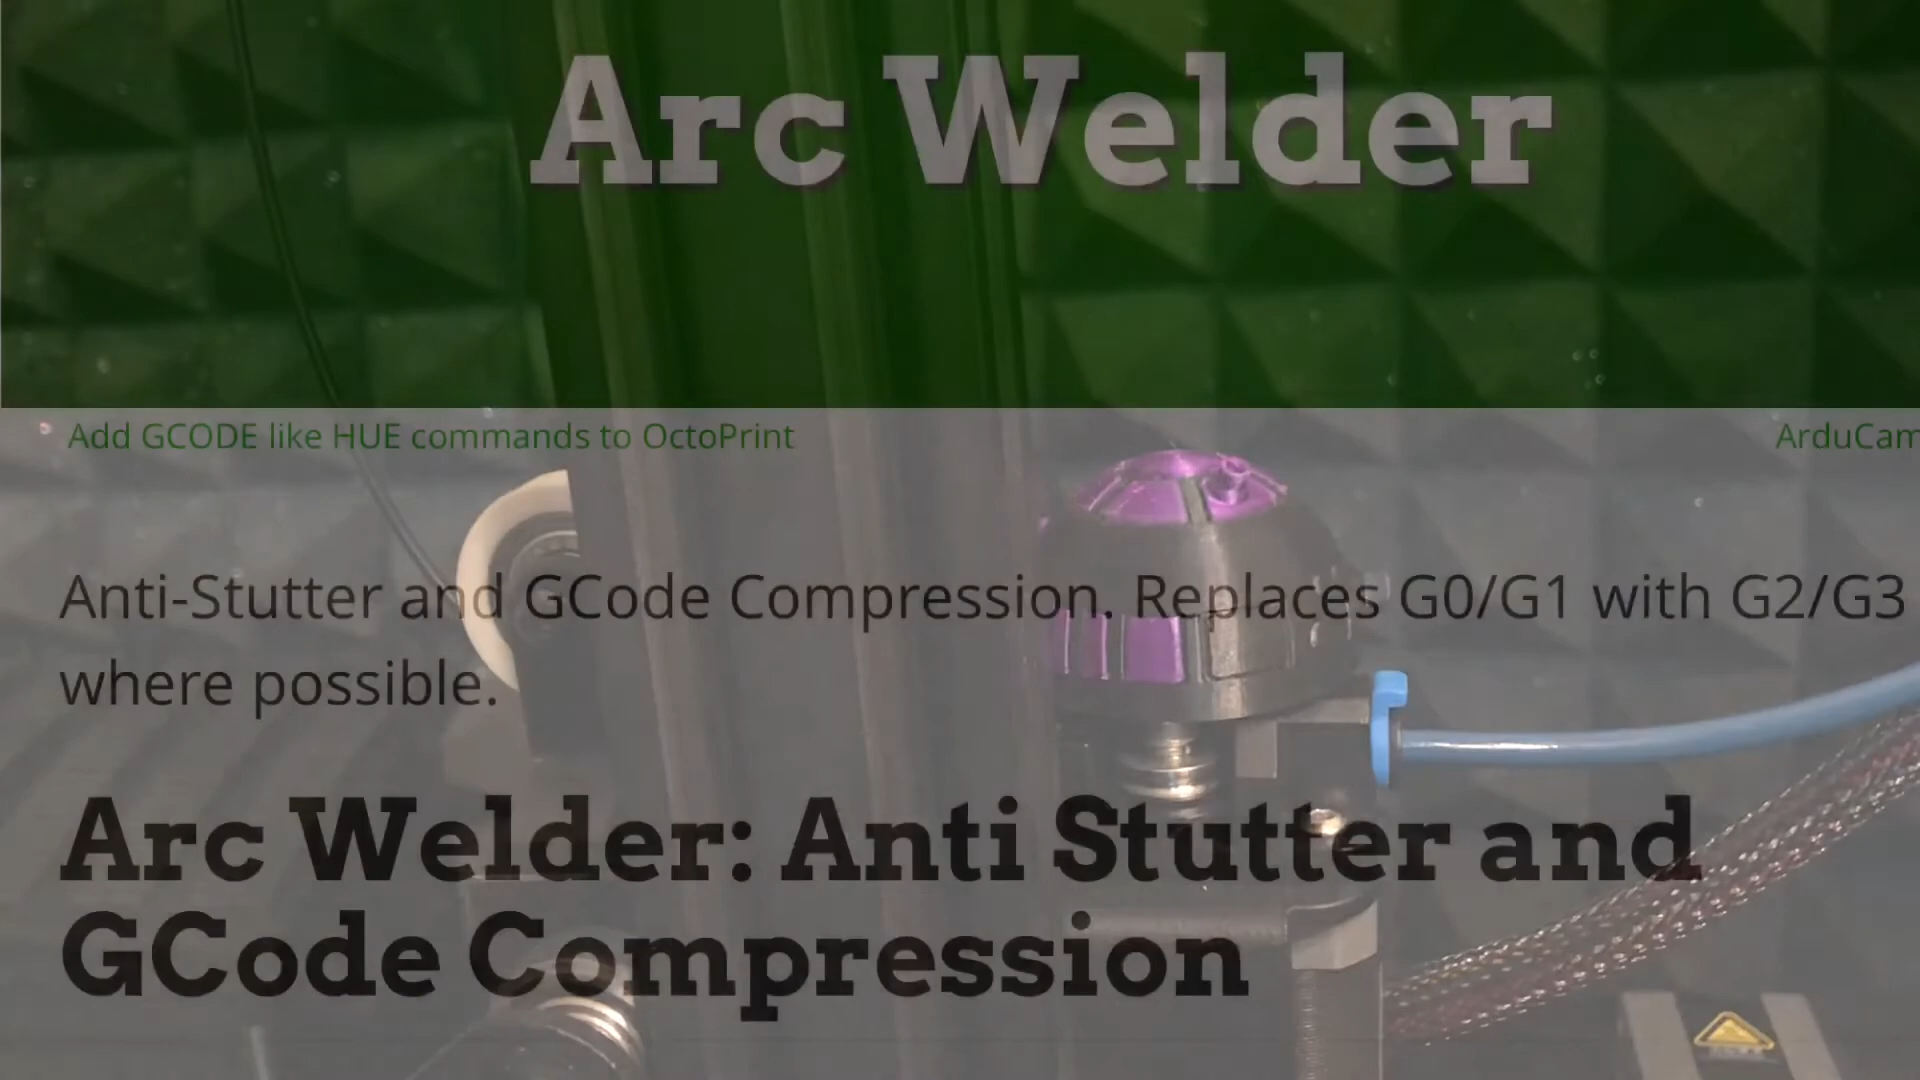 Arc Welder
Add GCODE like HUE commands to OctoPrint
ArduCam
Anti-Stutter and GCode Compression. Replaces G0/G1 with G2/G3
where possible.
Arc Welder: Anti Stutter and
GCode Compression